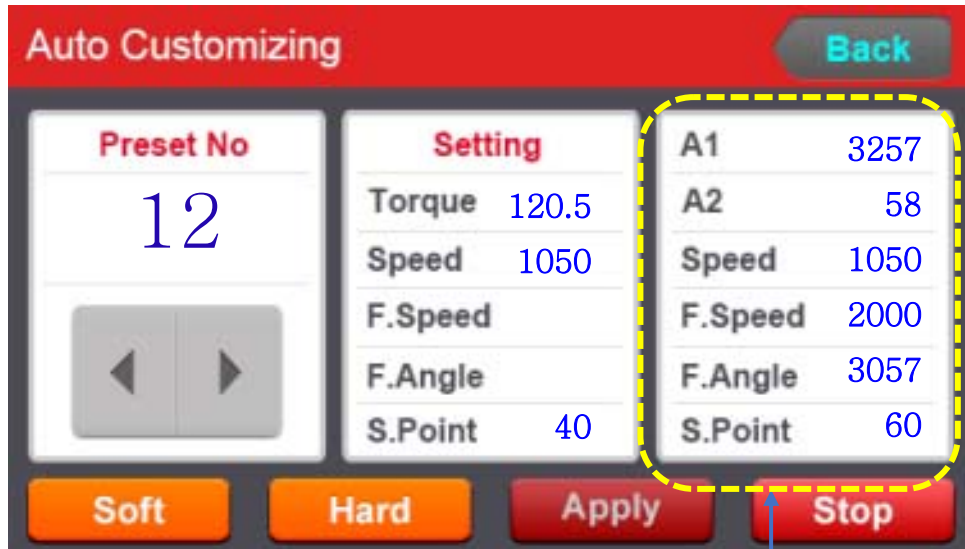 Auto Customizing
Back
Preset No
12
Setting
Torque 120.5
Speed 1050
F.Speed
F.Angle
S.Point 40
A1 3257
A2 58
Speed 1050
F.Speed 2000
F.Angle 3057
S.Point 60
Soft
Hard
Apply
Stop